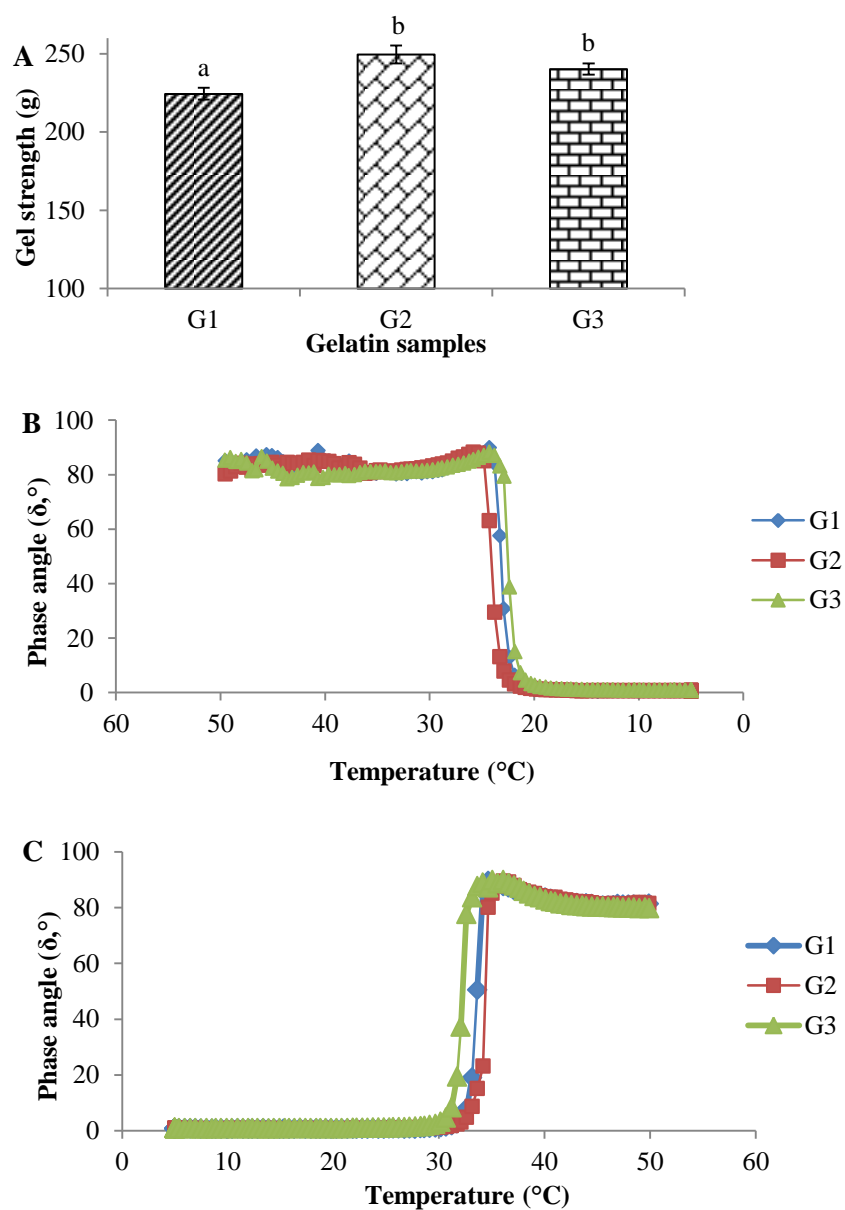 A
Gel strength (g)
250
200
150
100
a
b
b
G1
G2
G3
Gelatin samples
B
Phase angle (δ,°)
100
80
60
40
20
0
60
50
40
30
20
10
0
Temperature (°C)
G1
G2
G3
C
Phase angle (δ,°)
100
80
60
40
20
0
0
10
20
30
40
50
60
Temperature (°C)
G1
G2
G3